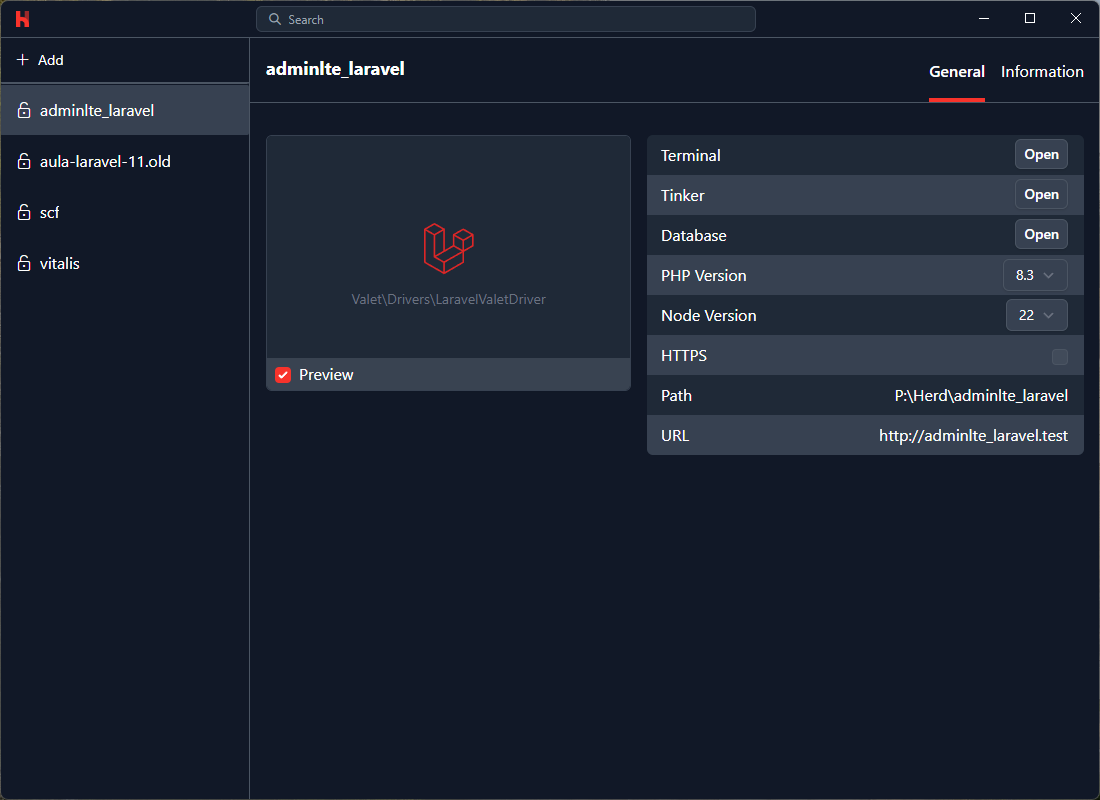 Search
Add
adminlte_laravel
aula-laravel-11.old
scf
vitalis
adminlte_laravel
General
Information
Valet\Drivers\LaravelValetDriver
Preview
Terminal Open
Tinker Open
Database Open
PHP Version 8.3
Node Version 22
HTTPS
Path P:\Herd\adminlte_laravel
URL http://adminlte_laravel.test